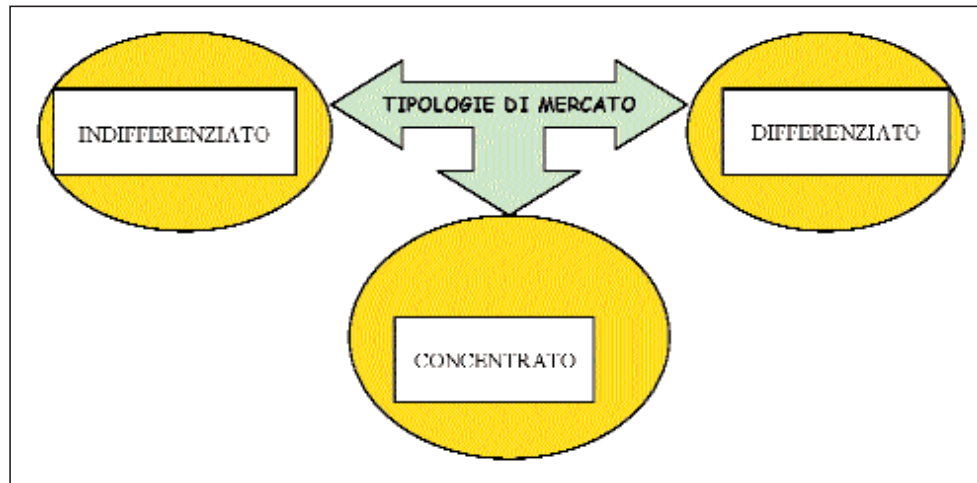 TIPOLOGIE DI MERCATO
INDIFFERENZIATO
DIFFERENZIATO
CONCENTRATO